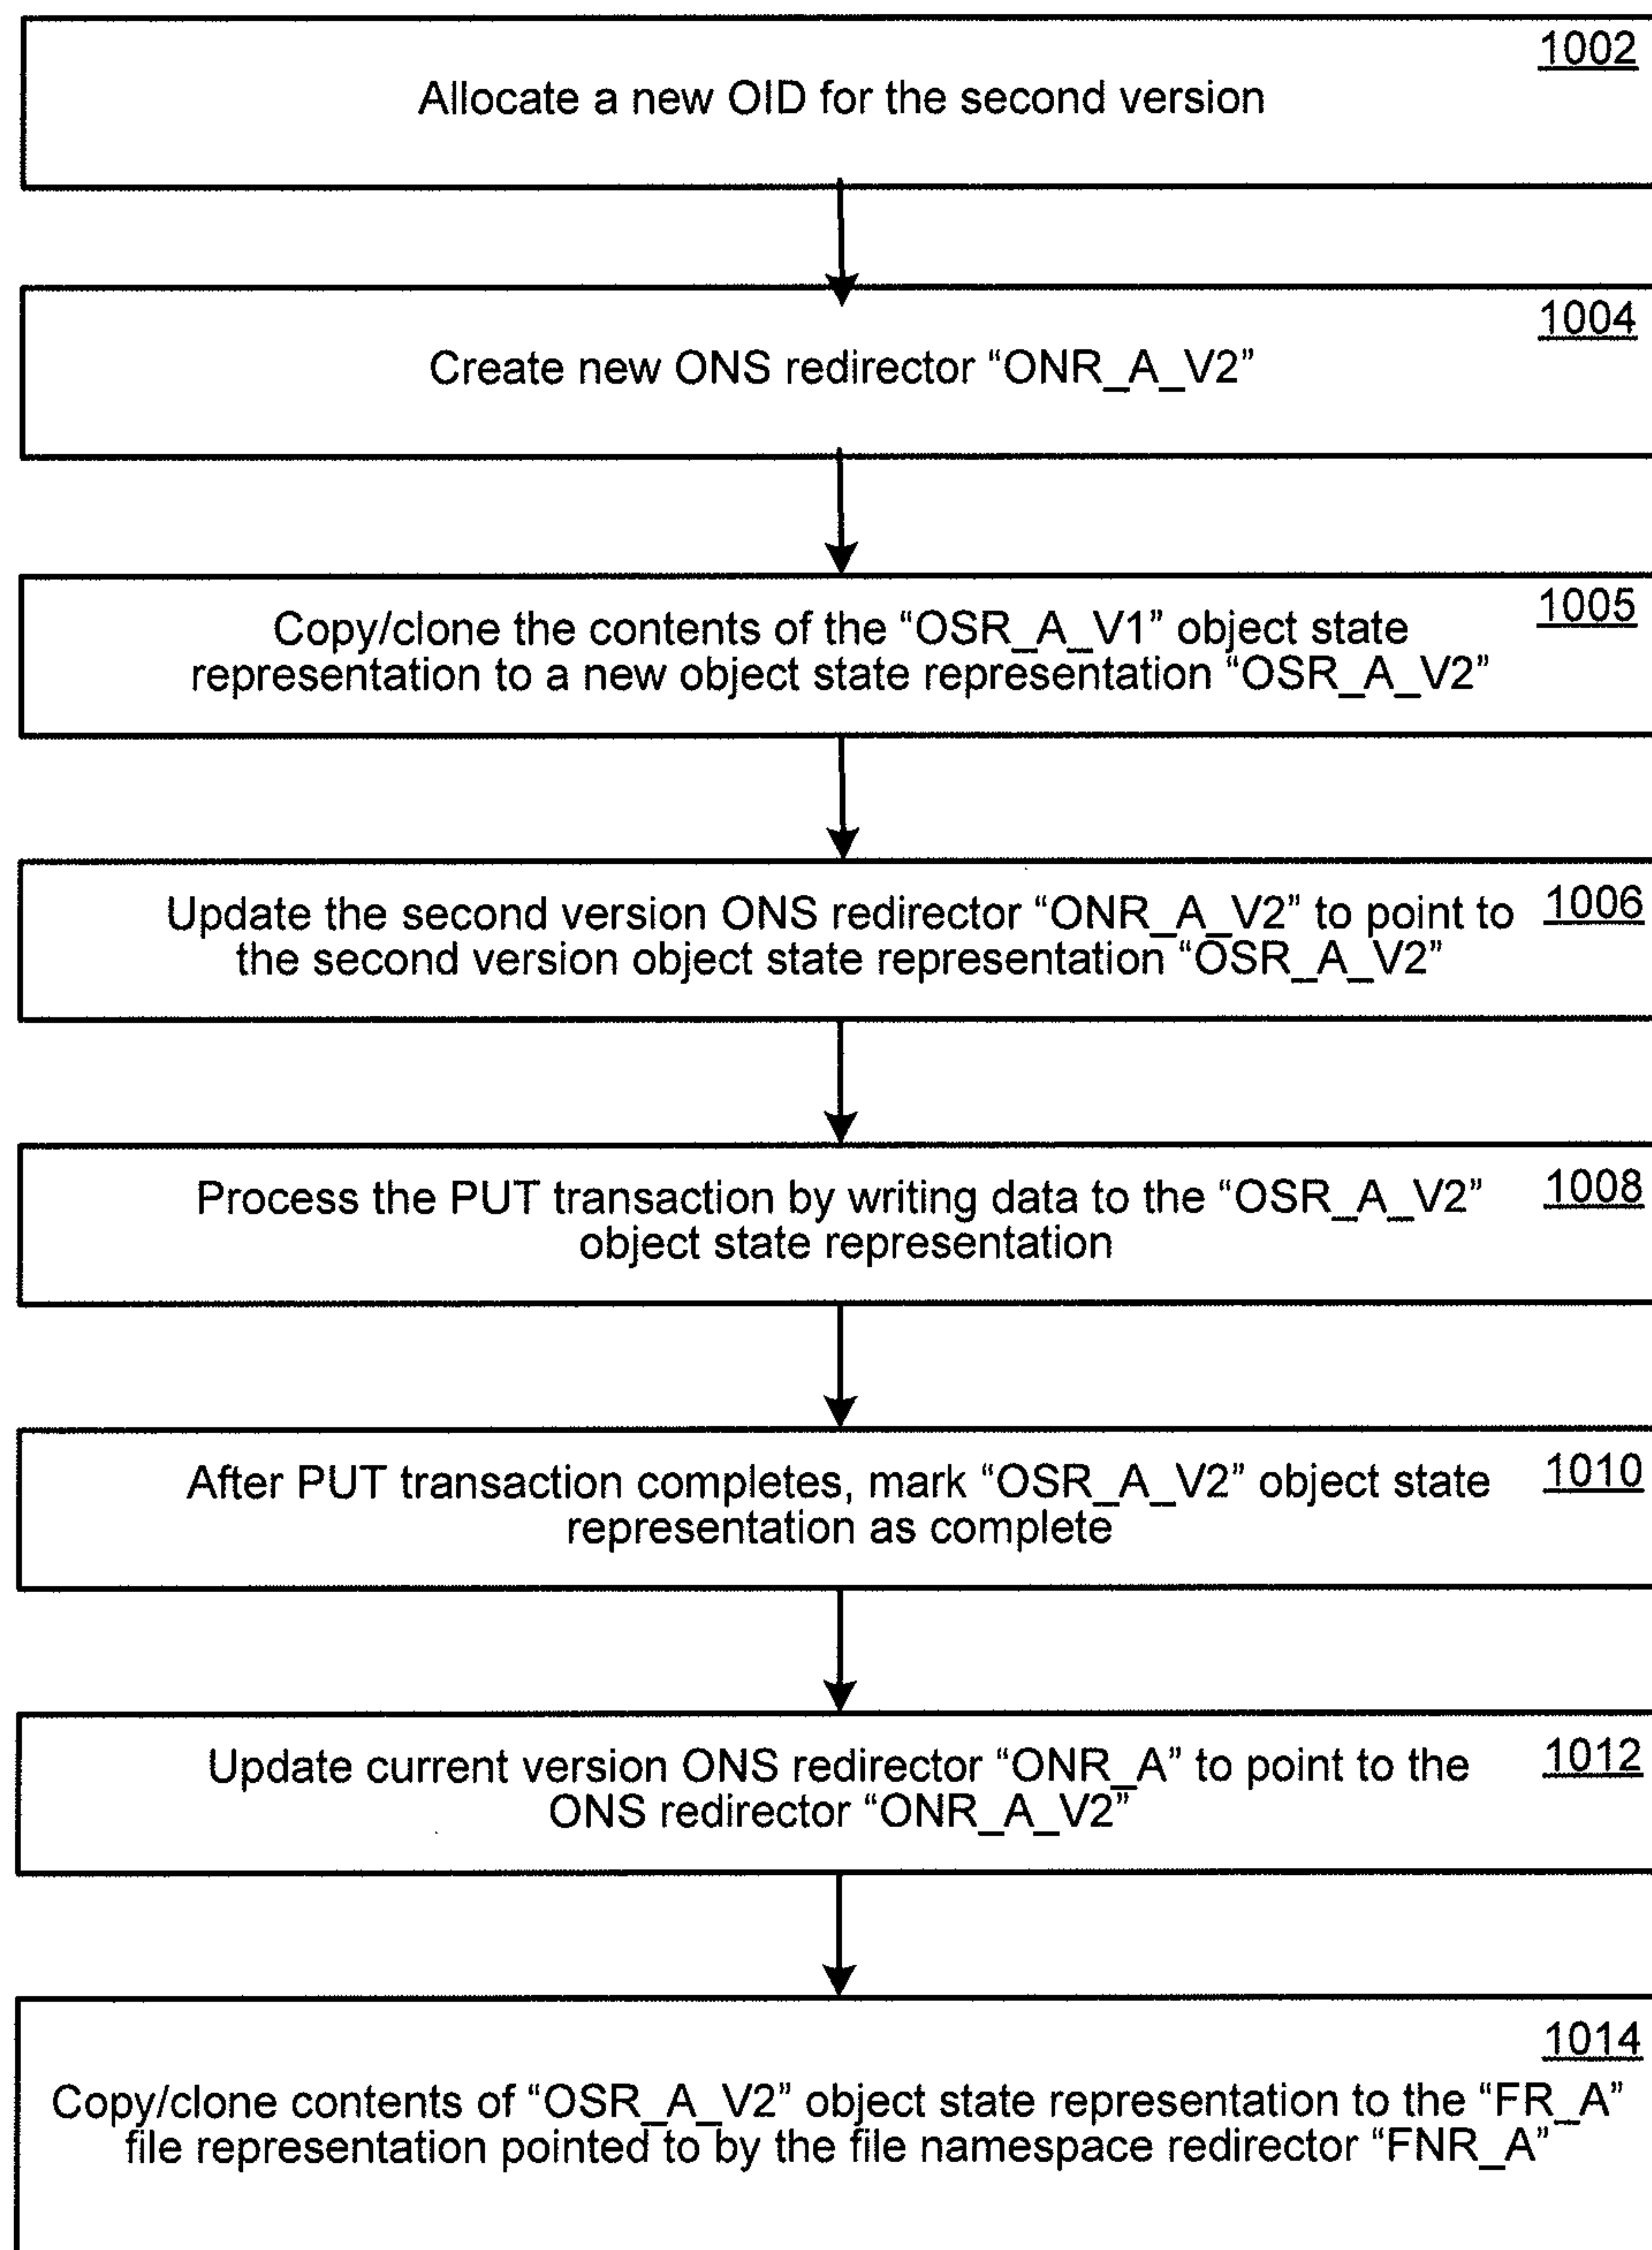 1002
Allocate a new OID for the second version
1004
Create new ONS redirector “ONR_A_V2”
1005
Copy/clone the contents of the “OSR_A_V1” object state
representation to a new object state representation “OSR_A_V2”
1006
Update the second version ONS redirector “ONR_A_V2” to point to
the second version object state representation “OSR_A_V2”
1008
Process the PUT transaction by writing data to the “OSR_A_V2”
object state representation
1010
After PUT transaction completes, mark “OSR_A_V2” object state
representation as complete
1012
Update current version ONS redirector “ONR_A” to point to the
ONS redirector “ONR_A_V2”
1014
Copy/clone contents of “OSR_A_V2” object state representation to the “FR_A”
file representation pointed to by the file namespace redirector “FNR_A”